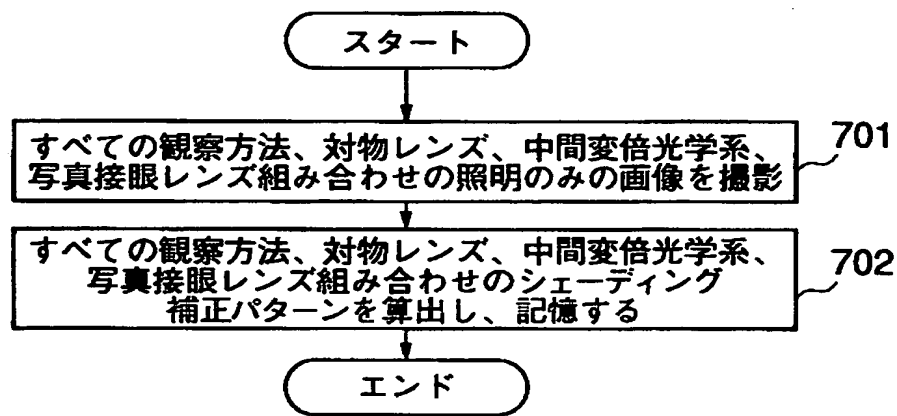 スタート
すべての観察方法、対物レンズ、中間変倍光学系、
写真接眼レンズ組み合わせの照明のみの画像を撮影
701
すべての観察方法、対物レンズ、中間変倍光学系、
写真接眼レンズ組み合わせのシェーディング
補正パターンを算出し、記憶する
702
エンド